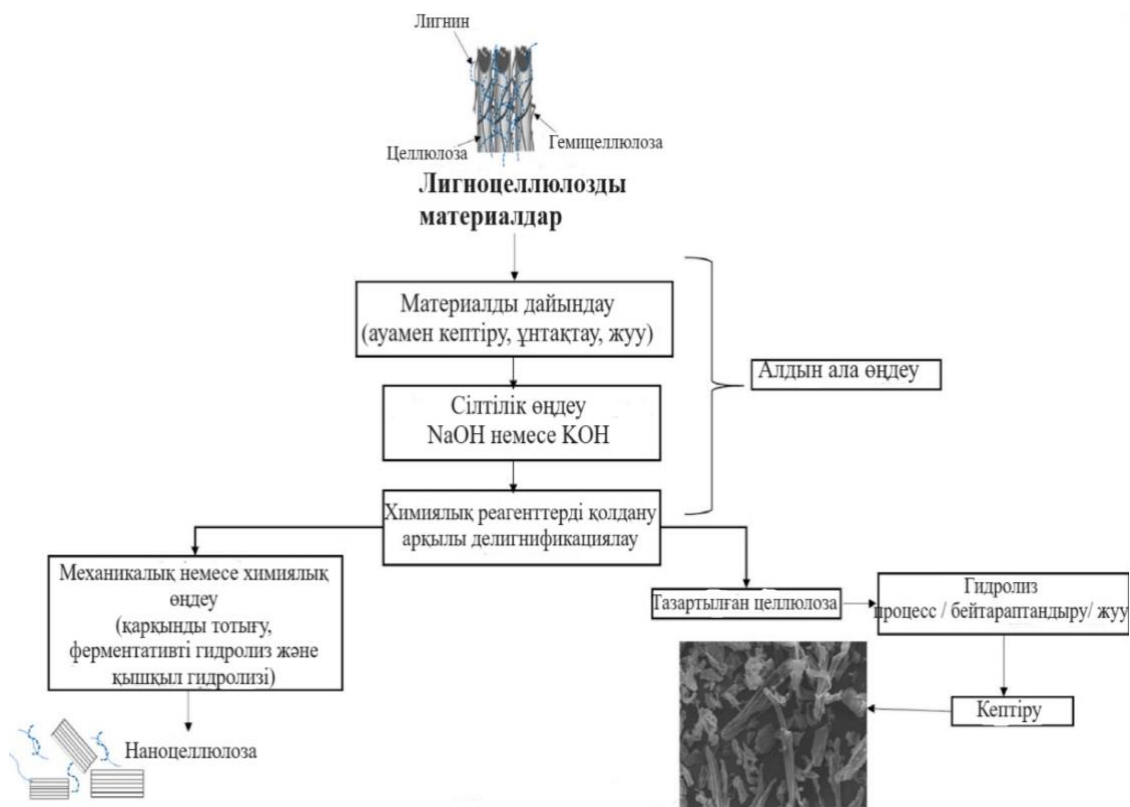 Лигнин
Целлюлоза
Гемицеллюлоза
Лигноцеллюлозды
материалдар
Материалды дайындау
(ауамен кептіру, ұнтақтау, жуу)
Алдын ала өңдеу
Сілтілік өңдеу
NaOH немесе KOH
Химиялық реагенттерді қолдану
арқылы делигнификациялау
Механикалық немесе химиялық
өңдеу
(қарқынды тотығу,
ферментативті гидролиз және
қышқыл гидролизі)
Тазартылған целлюлоза
Гидролиз
процесс / бейтараптандыру/ жуу
Кептіру
Наноцеллюлоза